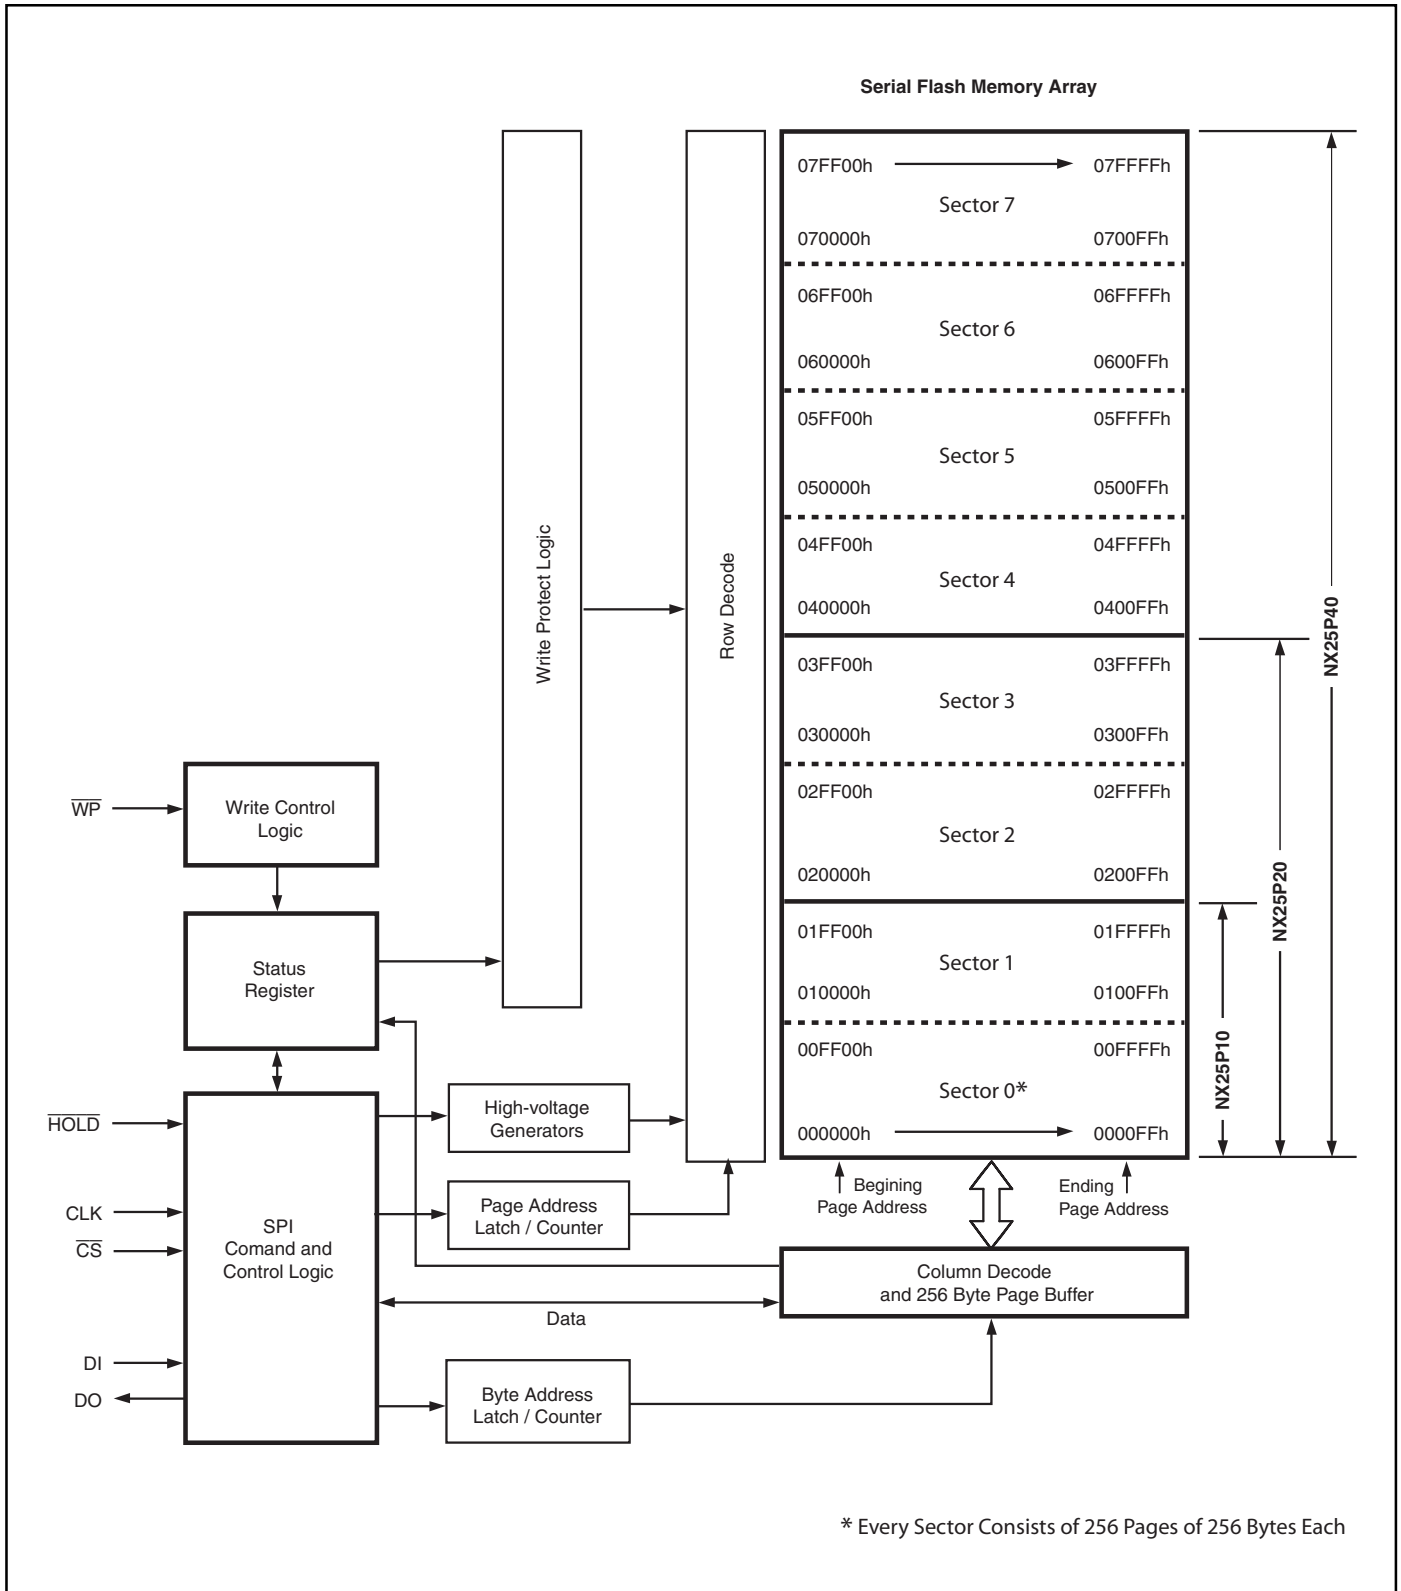 Serial Flash Memory Array
07FF00h 07FFFFh
Sector 7
070000h 0700FFh
06FF00h 06FFFFh
Sector 6
060000h 0600FFh
05FF00h 05FFFFh
Sector 5
050000h 0500FFh
04FF00h 04FFFFh
Sector 4
040000h 0400FFh
03FF00h 03FFFFh
Sector 3
030000h 0300FFh
02FF00h 02FFFFh
Sector 2
020000h 0200FFh
01FF00h 01FFFFh
Sector 1
010000h 0100FFh
00FF00h 00FFFFh
Sector 0*
000000h 0000FFh
NX25P10
NX25P20
NX25P40
Write Protect Logic
Row Decode
WP
Write Control
Logic
Status
Register
HOLD
CLK
CS
DI
DO
SPI
Comand and
Control Logic
High-voltage
Generators
Page Address
Latch / Counter
Begining
Page Address
Ending
Page Address
Column Decode
and 256 Byte Page Buffer
Data
Byte Address
Latch / Counter
* Every Sector Consists of 256 Pages of 256 Bytes Each